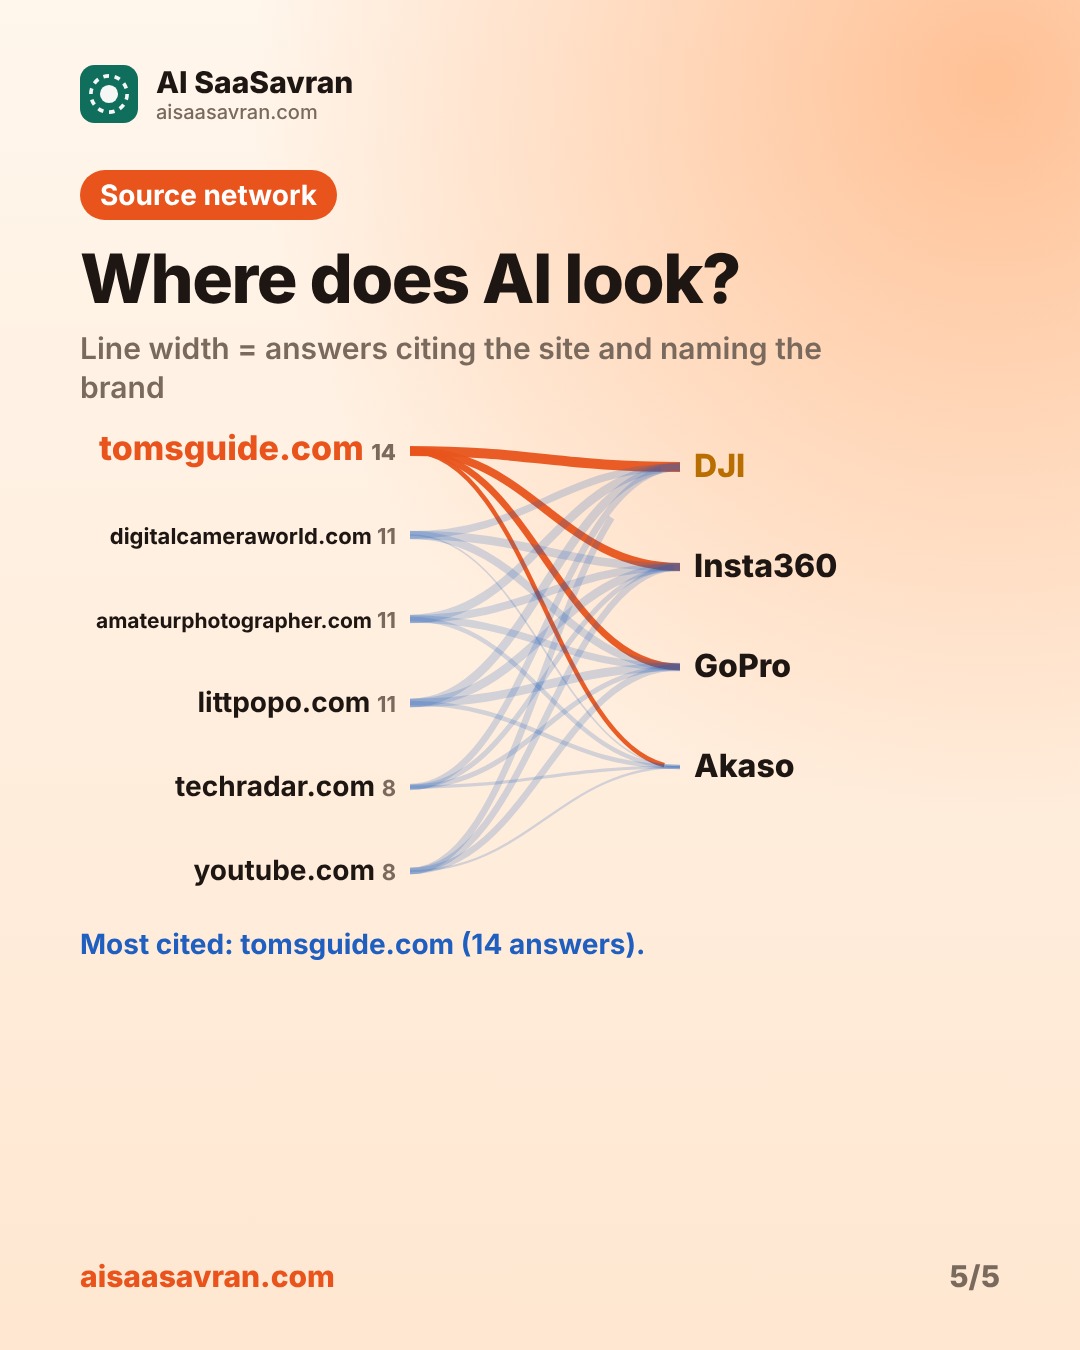 AI SaaSavran
aisaasavran.com
Source network
Where does AI look?
Line width = answers citing the site and naming the
brand
tomsguide.com 14
DJI
digitalcameraworld.com 11
Insta360
amateurphotographer.com 11
GoPro
littpopo.com 11
Akaso
techradar.com 8
youtube.com 8
Most cited: tomsguide.com (14 answers).
aisaasavran.com
5/5